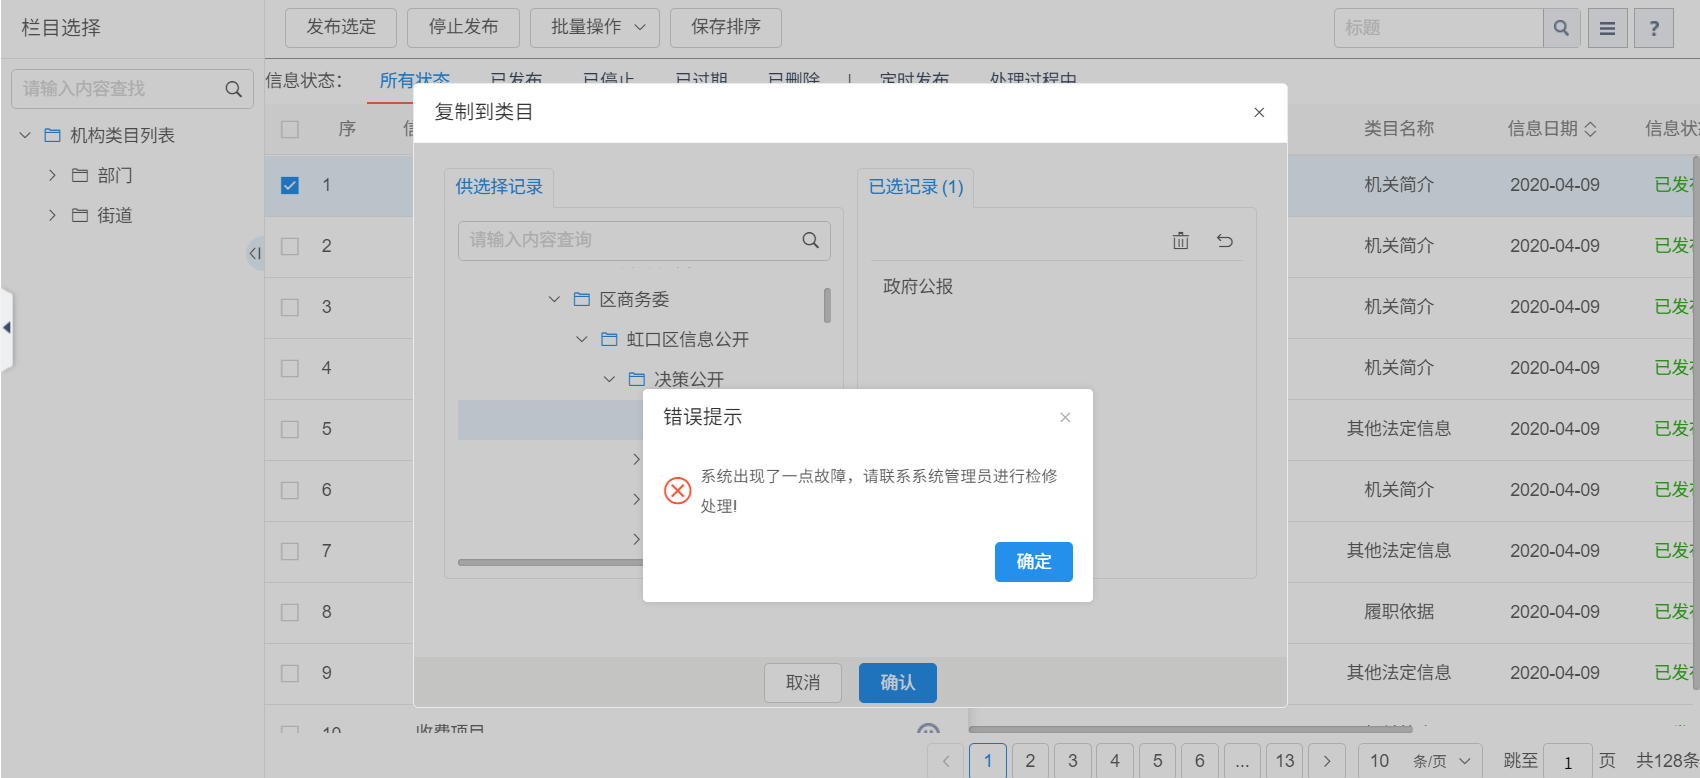 栏目选择
发布选定
停止发布
批量操作
保存排序
标题
?
请输入内容查找
信息状态：
所有状态
已发布
已停止
已过期
已删除
|
定时发布
处理过程中
机构类目列表
部门
街道
序
类目名称
信息日期
信息状
1
机关简介
2020-04-09
已发
2
机关简介
2020-04-09
已发
3
机关简介
2020-04-09
已发
4
机关简介
2020-04-09
已发
5
其他法定信息
2020-04-09
已发
6
机关简介
2020-04-09
已发
7
其他法定信息
2020-04-09
已发
8
履职依据
2020-04-09
已发
9
其他法定信息
2020-04-09
已发
10
收费项目
复制到类目
供选择记录
请输入内容查询
区商务委
虹口区信息公开
决策公开
已选记录 (1)
政府公报
错误提示
系统出现了一点故障，请联系系统管理员进行检修
处理!
确定
取消
确认
1
2
3
4
5
6
...
13
10
条/页
跳至
1
页
共128条